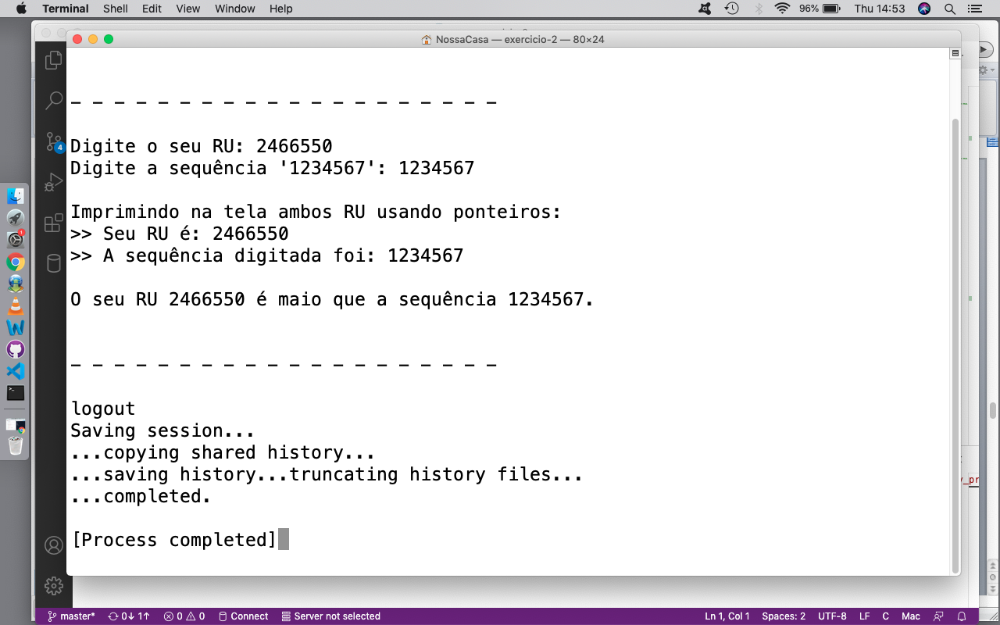 Terminal Shell Edit View Window Help 96% Thu 14:53
NossaCasa — exercicio-2 — 80×24
- - - - - - - - - - - - - - - - - - - -
Digite o seu RU: 2466550
Digite a sequência '1234567': 1234567
Imprimindo na tela ambos RU usando ponteiros:
>> Seu RU é: 2466550
>> A sequência digitada foi: 1234567
O seu RU 2466550 é maio que a sequência 1234567.
- - - - - - - - - - - - - - - - - - - -
logout
Saving session...
...copying shared history...
...saving history...truncating history files...
...completed.
[Process completed]
4
1
_pr
master* 0↓ 1↑ 0 0 Connect Server not selected Ln 1, Col 1 Spaces: 2 UTF-8 LF C Mac